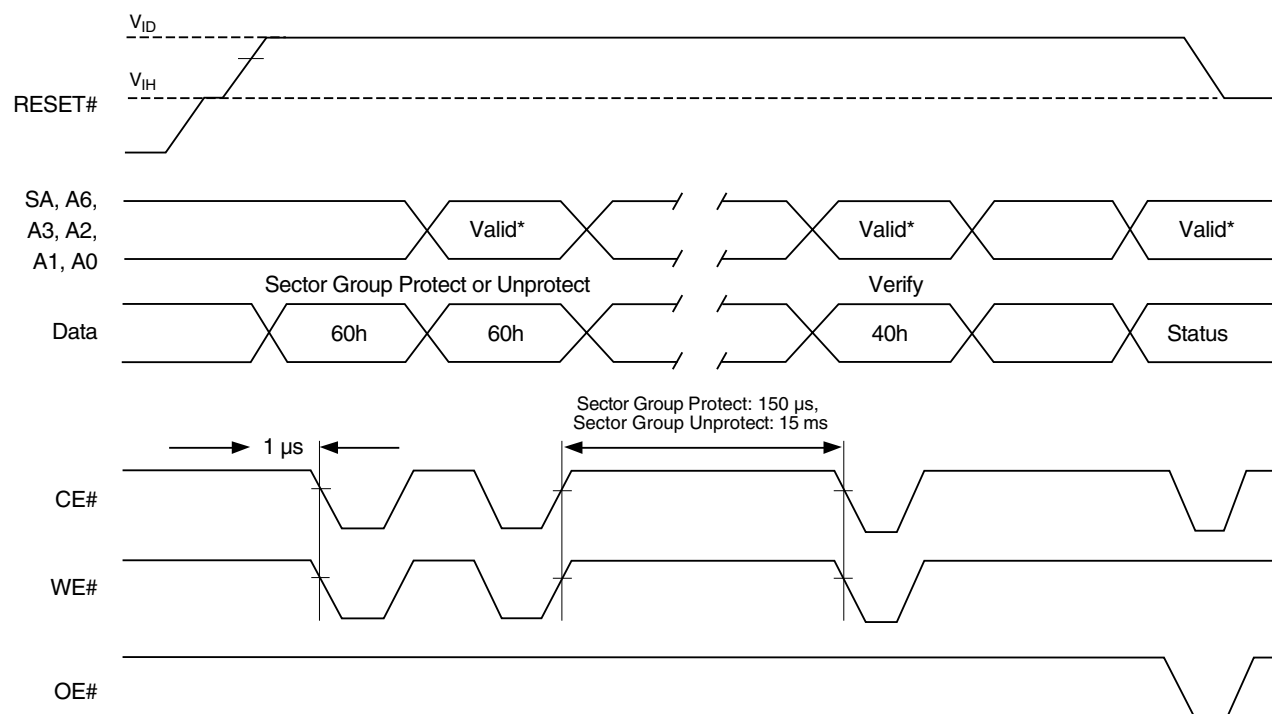 VID
VIH
RESET#
SA, A6,
A3, A2,
A1, A0
Valid*
Valid*
Valid*
Sector Group Protect or Unprotect
Verify
Data
60h
60h
40h
Status
Sector Group Protect: 150 µs,
Sector Group Unprotect: 15 ms
1 µs
CE#
WE#
OE#